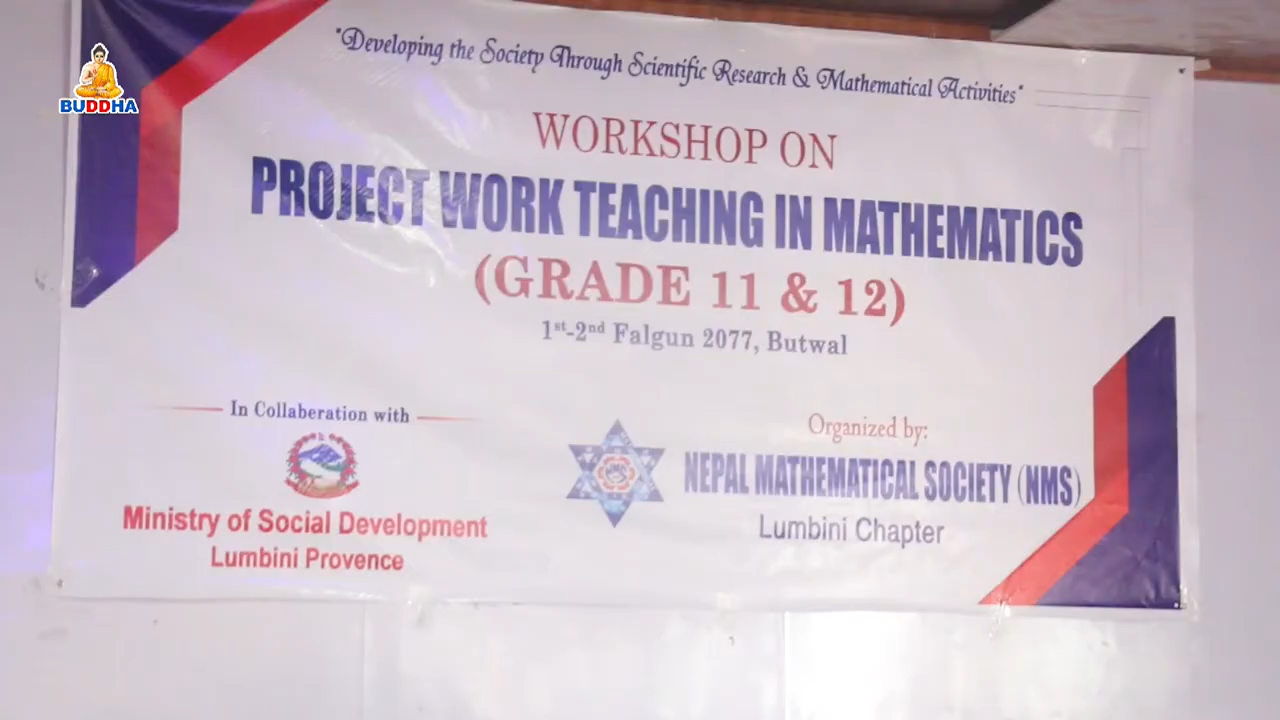 BUDDHA
"Developing the Society Through Scientific Research & Mathematical Activities"
WORKSHOP ON
PROJECT WORK TEACHING IN MATHEMATICS
(GRADE 11 & 12)
1st-2nd Falgun 2077, Butwal
In Collaberation with
Ministry of Social Development
Lumbini Provence
Organized by:
NEPAL MATHEMATICAL SOCIETY (NMS)
Lumbini Chapter